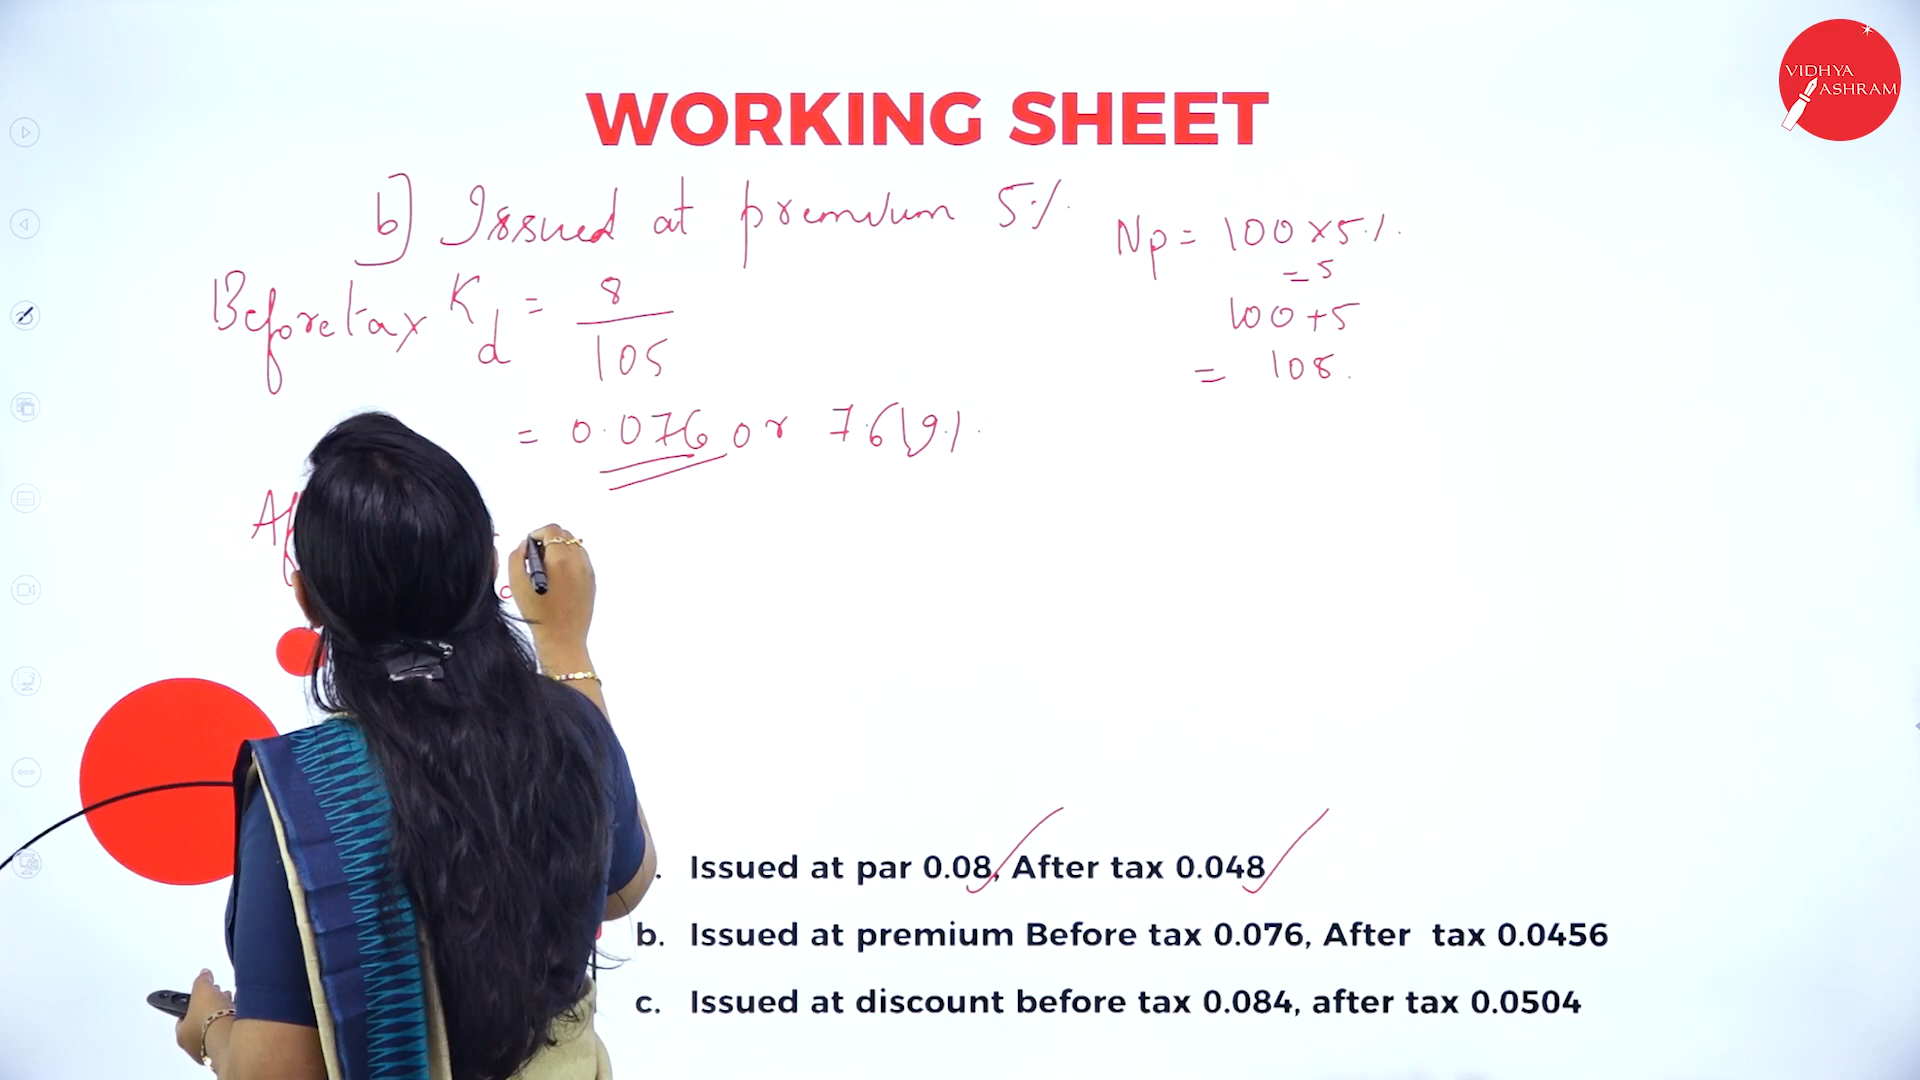 VIDHYA
ASHRAM
WORKING SHEET
b] Issued at premium 5%
Np = 100 x 5%.
= 5
100 + 5
= 108.
Before tax Kd = 8
105
= 0.076 or 7.619%.
. Issued at par 0.08, After tax 0.048
b. Issued at premium Before tax 0.076, After tax 0.0456
c. Issued at discount before tax 0.084, after tax 0.0504